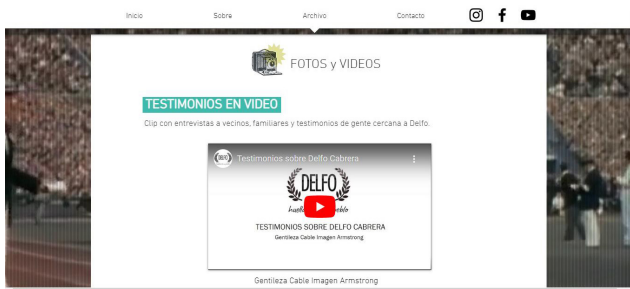 Inicio Sobre Archivo Contacto
FOTOS y VIDEOS
TESTIMONIOS EN VIDEO
Clip con entrevistas a vecinos, familiares y testimonios de gente cercana a Delfo.
DELFO Testimonios sobre Delfo Cabrera
DELFO
TESTIMONIOS SOBRE DELFO CABRERA
Gentileza Cable Imagen Armstrong
Gentileza Cable Imagen Armstrong